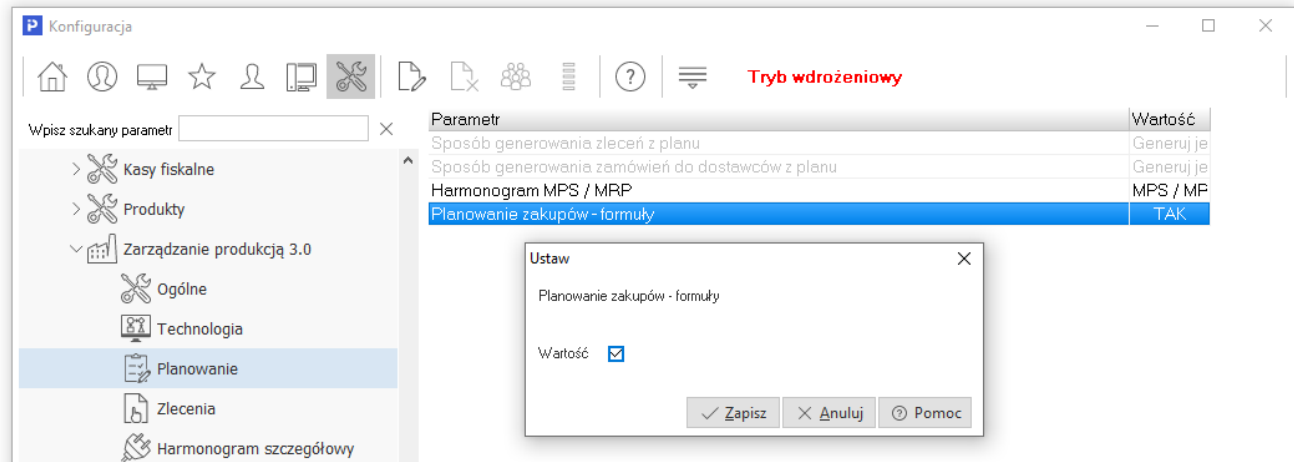 Konfiguracja
Tryb wdrożeniowy
Wpisz szukany parametr
Parametr Wartość
Sposób generowania zleceń z planu Generuj je
Sposób generowania zamówień do dostawców z planu Generuj je
Harmonogram MPS / MRP MPS / MP
Planowanie zakupów - formuły TAK
Kasy fiskalne
Produkty
Zarządzanie produkcją 3.0
Ogólne
Technologia
Planowanie
Zlecenia
Harmonogram szczegółowy
Ustaw
Planowanie zakupów - formuły
Wartość
Zapisz Anuluj Pomoc